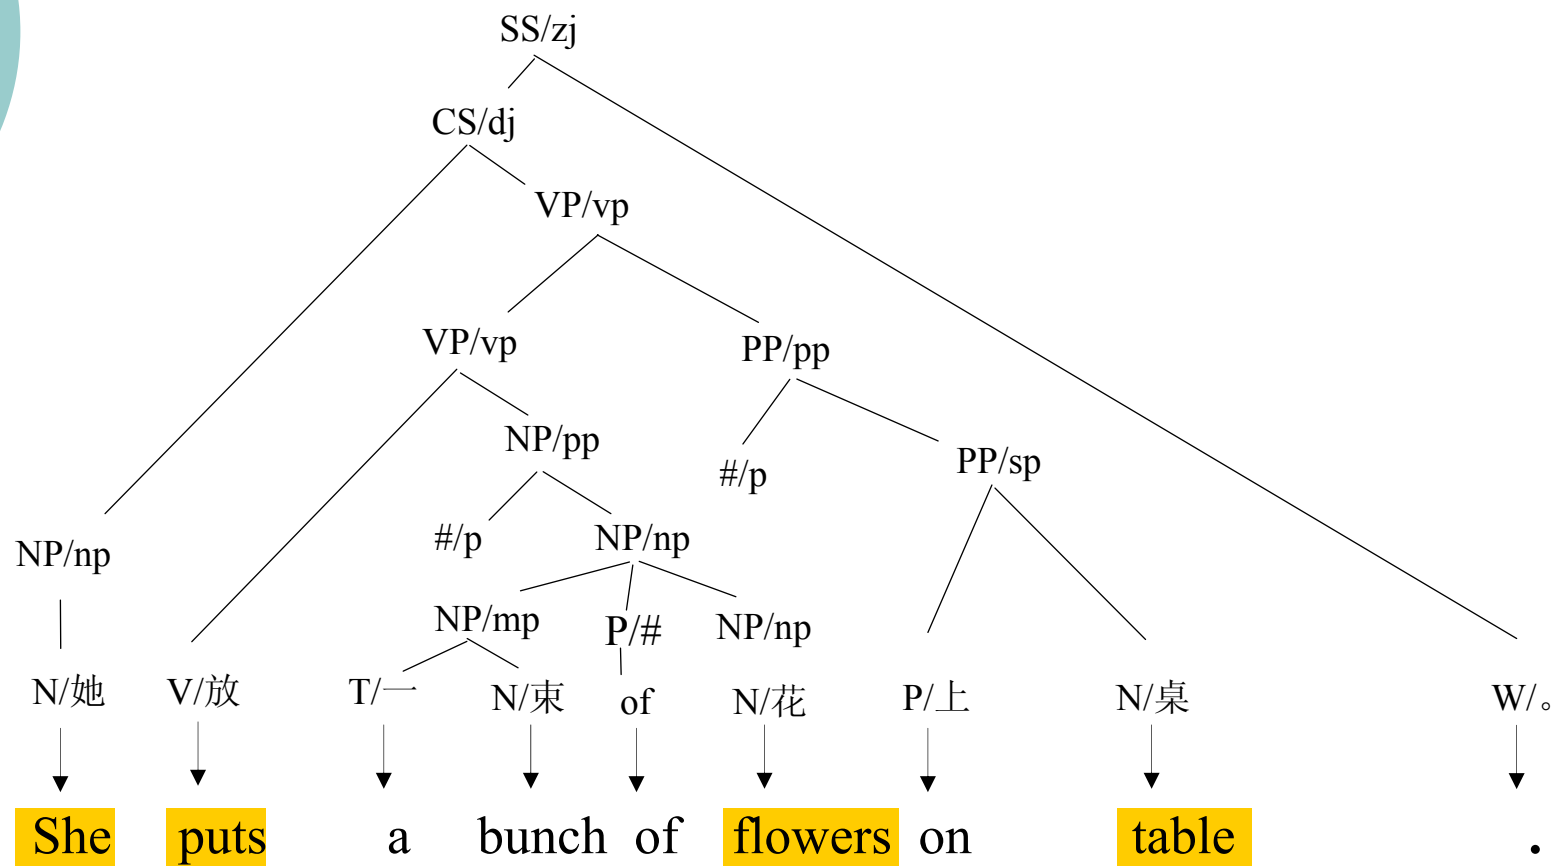 SS/zj
CS/dj
VP/vp
VP/vp PP/pp
NP/pp
#/p PP/sp
NP/np #/p NP/np
NP/mp P/# NP/np
N/她 V/放 T/一 N/束 of N/花 P/上 N/桌 W/。
She puts a bunch of flowers on table .